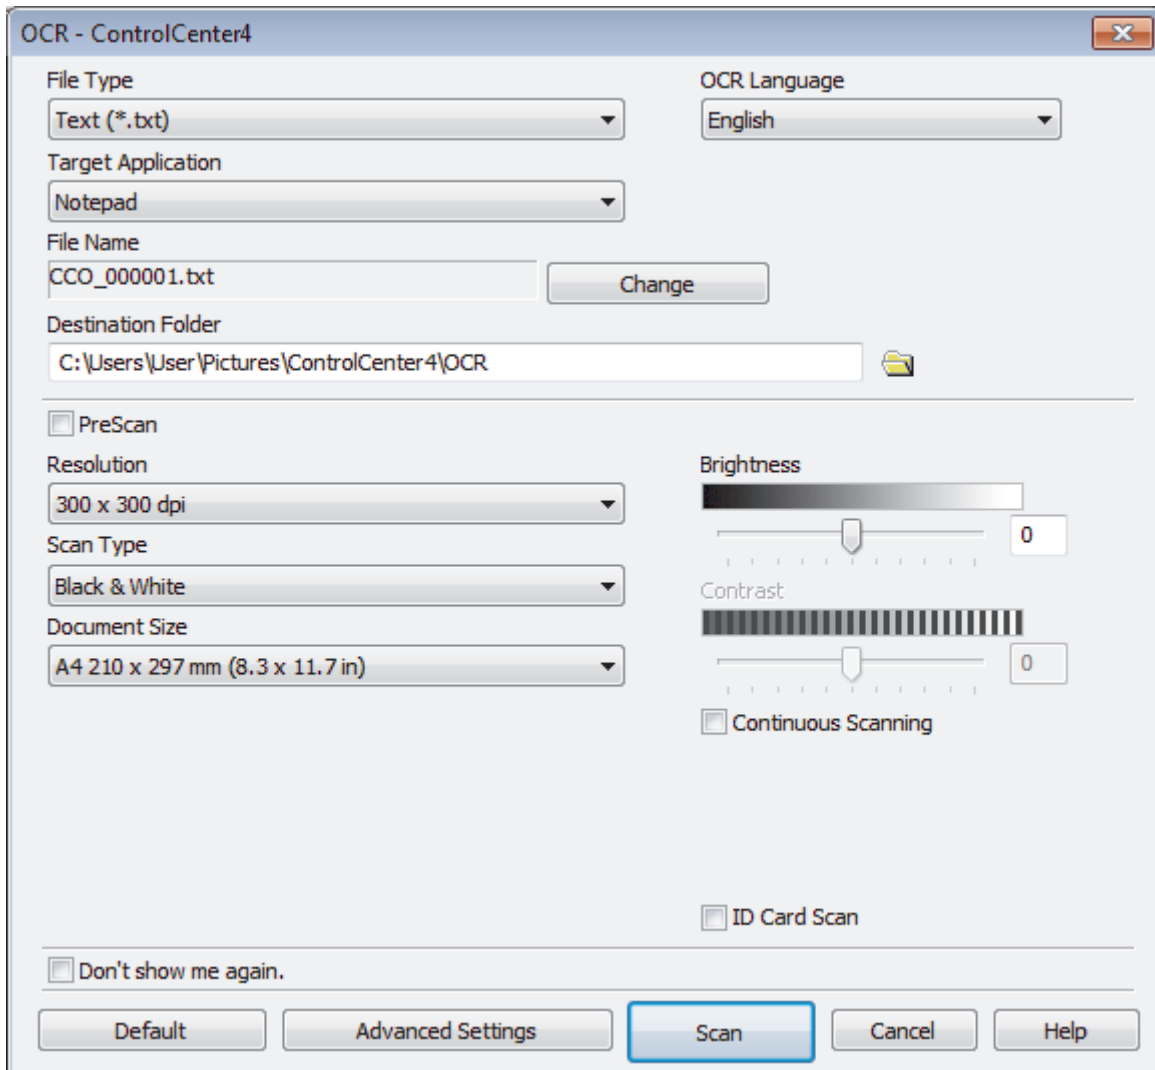 OCR - ControlCenter4
File Type
OCR Language
Text (*.txt)
English
Target Application
Notepad
File Name
CCO_000001.txt
Change
Destination Folder
C:\Users\User\Pictures\ControlCenter4\OCR
PreScan
Resolution
Brightness
300 x 300 dpi
0
Scan Type
Black & White
Contrast
Document Size
A4 210 x 297 mm (8.3 x 11.7 in)
0
Continuous Scanning
ID Card Scan
Don't show me again.
Default
Advanced Settings
Scan
Cancel
Help